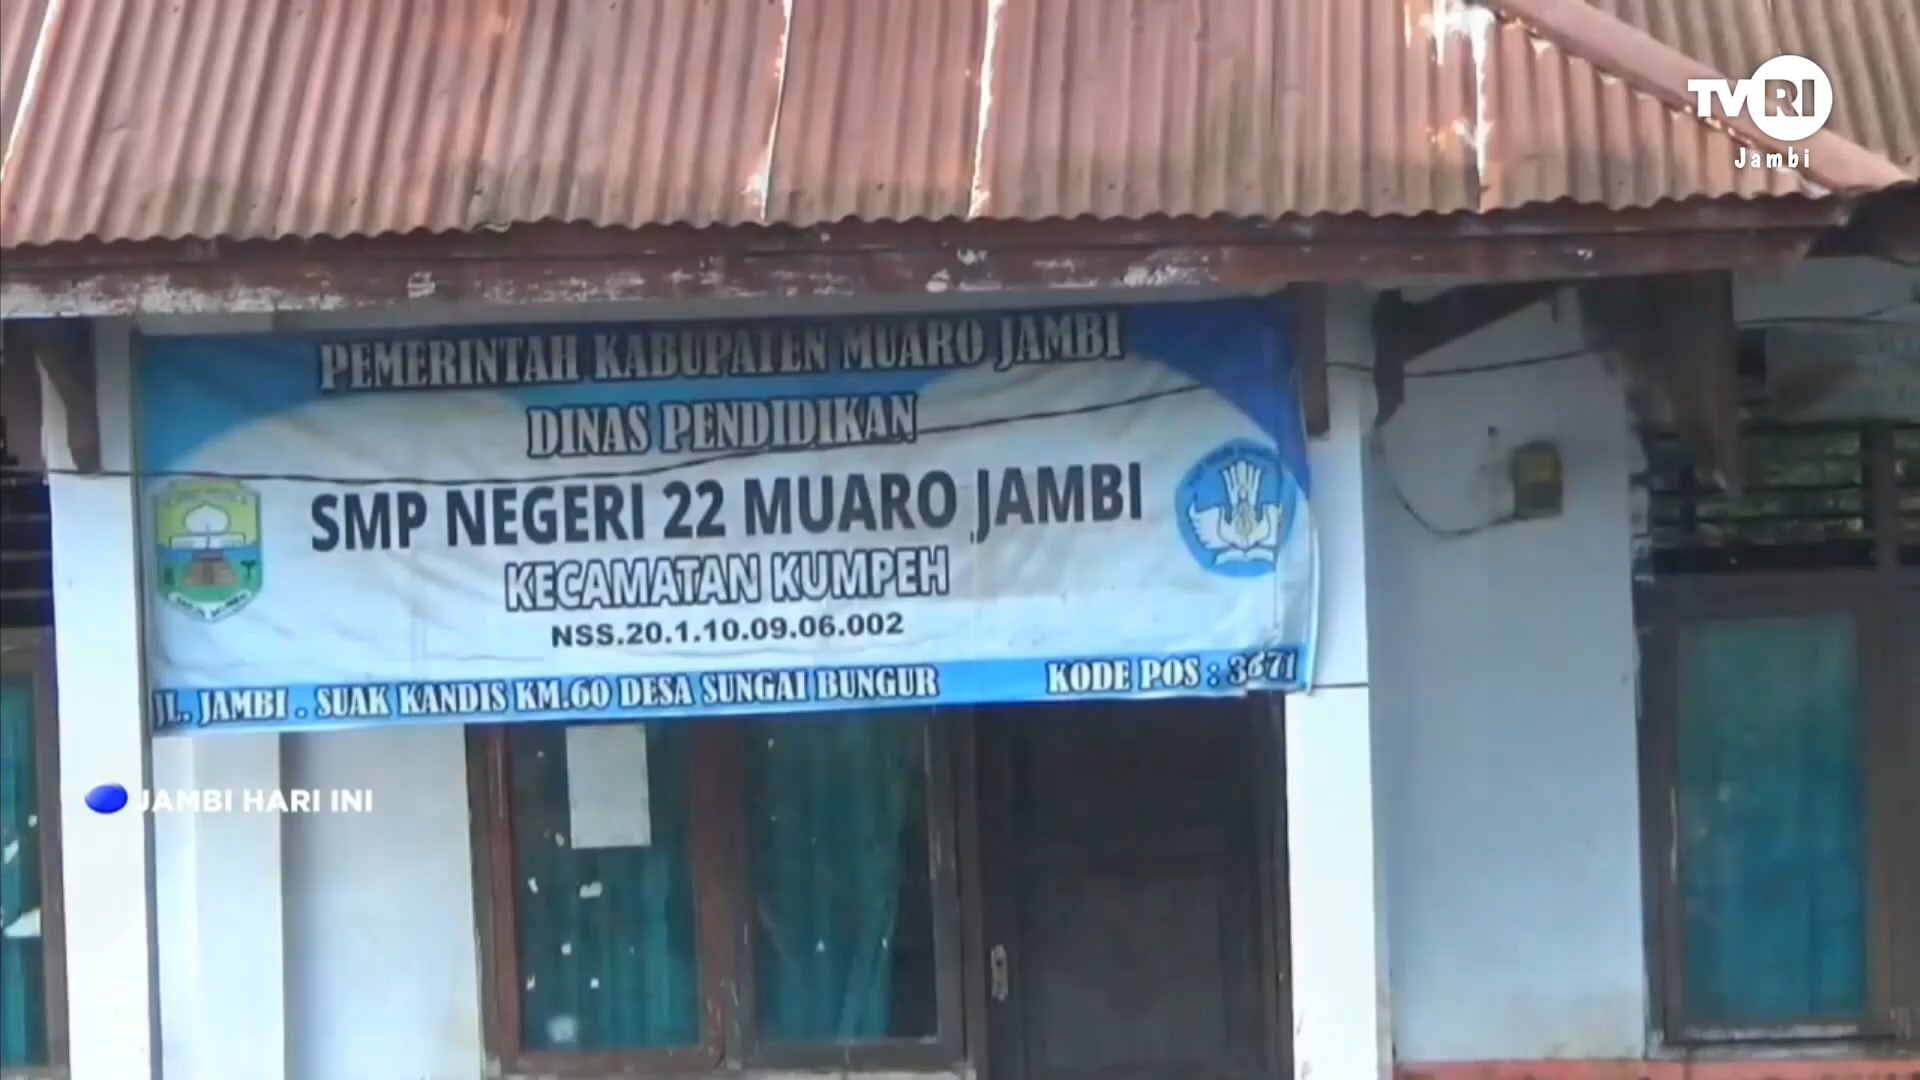 TVRI
Jambi
PEMERINTAH KABUPATEN MUARO JAMBI
DINAS PENDIDIKAN
SMP NEGERI 22 MUARO JAMBI
KECAMATAN KUMPEH
NSS.20.1.10.09.06.002
JL. JAMBI . SUAK KANDIS KM.60 DESA SUNGAI BUNGUR
KODE POS :
JAMBI HARI INI